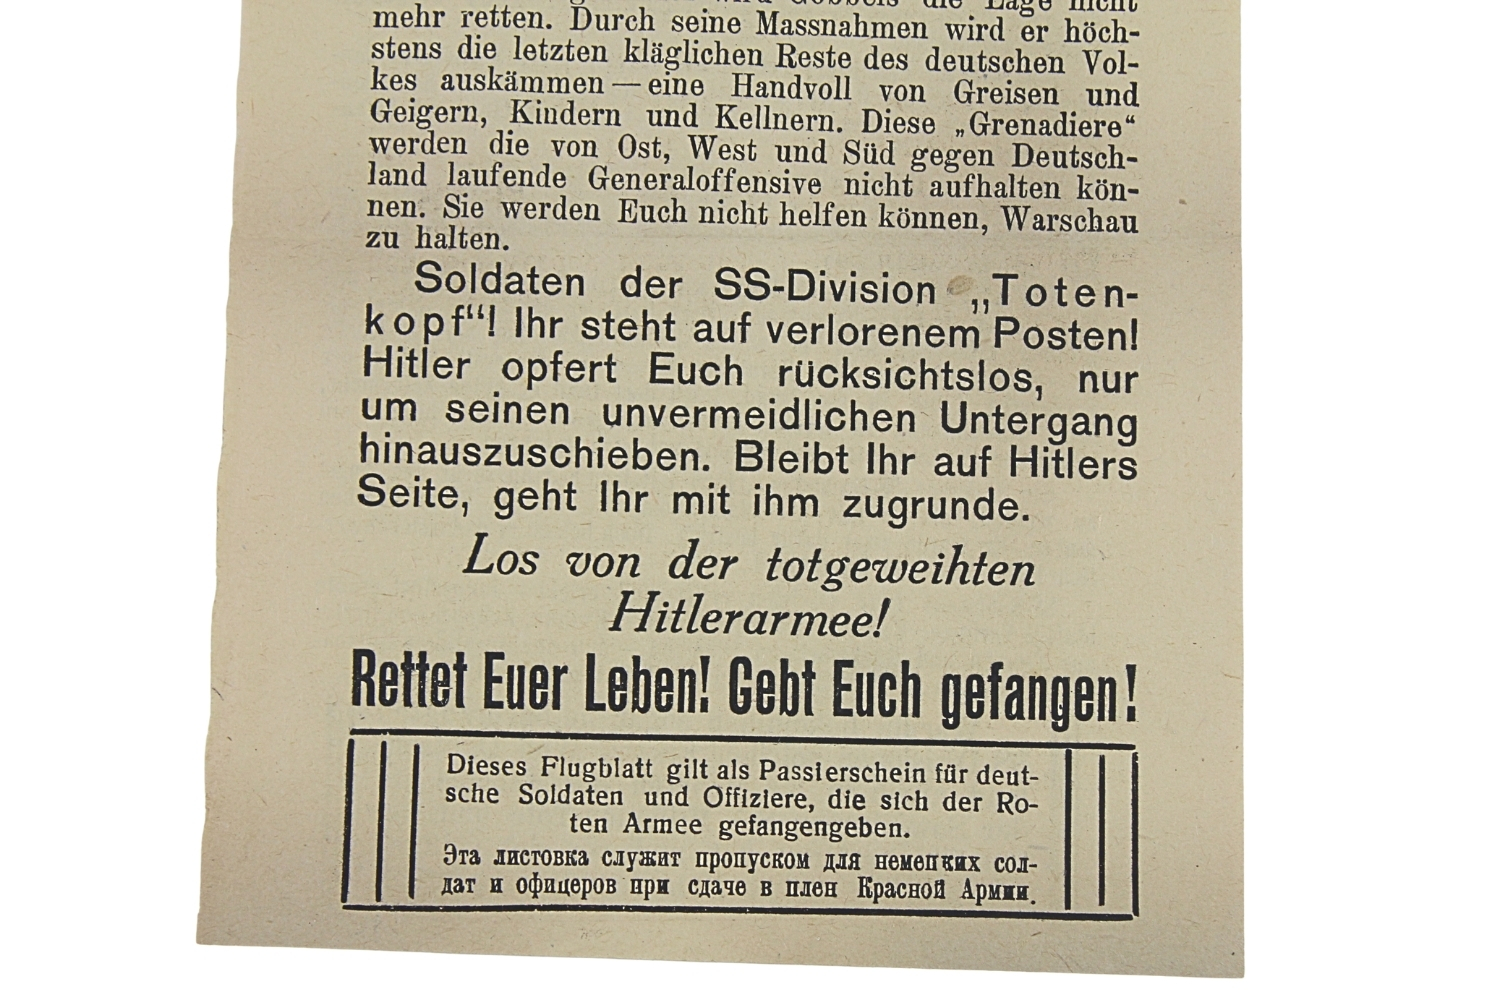 wird Göbbels die Lage nicht
mehr retten. Durch seine Massnahmen wird er höch-
stens die letzten kläglichen Reste des deutschen Vol-
kes auskämmen — eine Handvoll von Greisen und
Geigern, Kindern und Kellnern. Diese „Grenadiere“
werden die von Ost, West und Süd gegen Deutsch-
land laufende Generaloffensive nicht aufhalten kön-
nen. Sie werden Euch nicht helfen können, Warschau
zu halten.
Soldaten der SS-Division „Toten-
kopf“! Ihr steht auf verlorenem Posten!
Hitler opfert Euch rücksichtslos, nur
um seinen unvermeidlichen Untergang
hinauszuschieben. Bleibt Ihr auf Hitlers
Seite, geht Ihr mit ihm zugrunde.
Los von der totgeweihten
Hitlerarmee!
Rettet Euer Leben! Gebt Euch gefangen!
Dieses Flugblatt gilt als Passierschein für deut-
sche Soldaten und Offiziere, die sich der Ro-
ten Armee gefangengeben.
Эта листовка служит пропуском для немецких сол-
дат и офицеров при сдаче в плен Красной Армии.